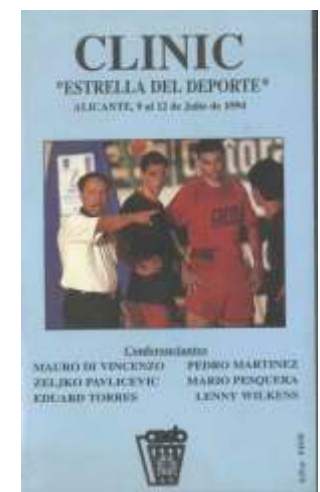 CLINIC
"ESTRELLA DEL DEPORTE"
ALICANTE, 9 al 12 de Julio de 1994
Conferenciantes
MAURO DI VINCENZO PEDRO MARTINEZ
ZELJKO PAVLICEVIC MARIO PESQUERA
EDUARD TORRES LENNY WILKENS